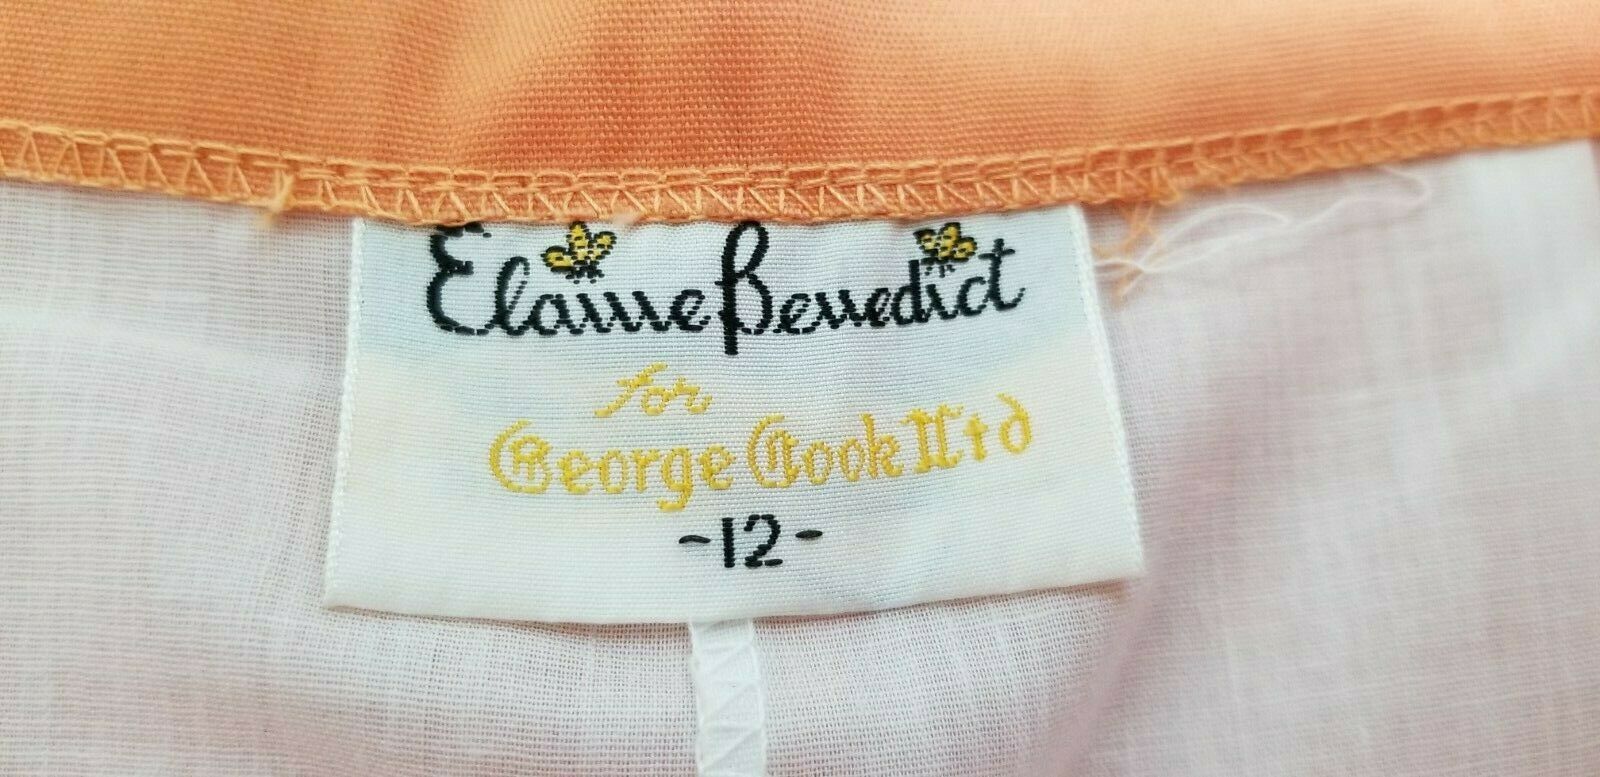 Elaine Benedict
for
George Cook Ltd
-12-